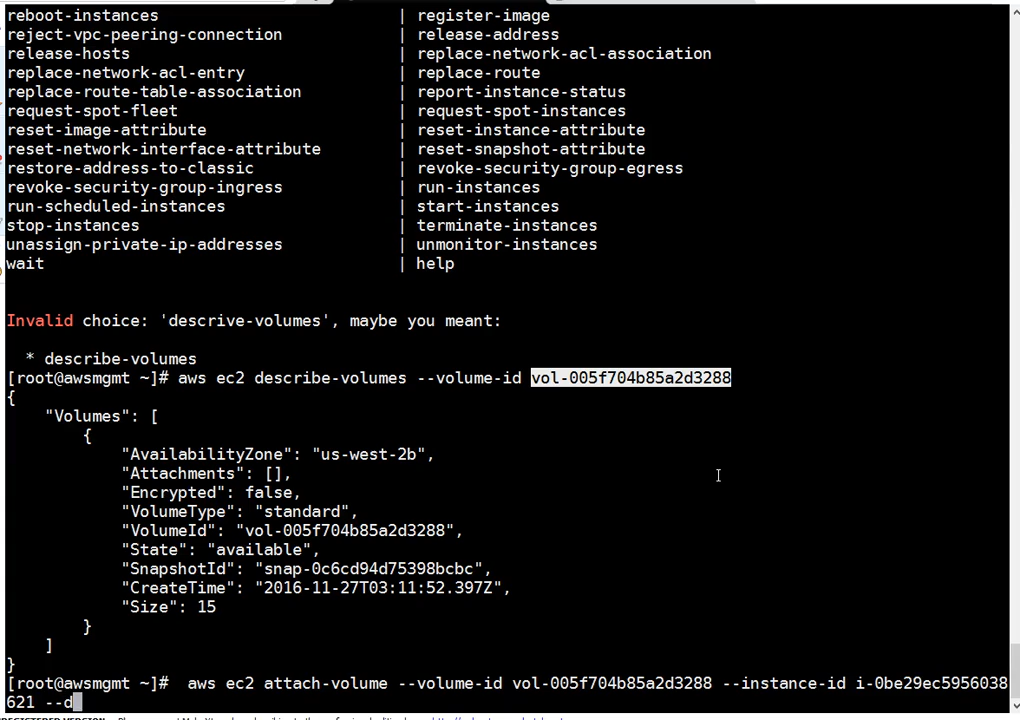 reboot-instances | register-image
reject-vpc-peering-connection | release-address
release-hosts | replace-network-acl-association
replace-network-acl-entry | replace-route
replace-route-table-association | report-instance-status
request-spot-fleet | request-spot-instances
reset-image-attribute | reset-instance-attribute
reset-network-interface-attribute | reset-snapshot-attribute
restore-address-to-classic | revoke-security-group-egress
revoke-security-group-ingress | run-instances
run-scheduled-instances | start-instances
stop-instances | terminate-instances
unassign-private-ip-addresses | unmonitor-instances
wait | help
Invalid choice: 'descrive-volumes', maybe you meant:
* describe-volumes
[root@awsmgmt ~]# aws ec2 describe-volumes --volume-id vol-005f704b85a2d3288
{
"Volumes": [
{
"AvailabilityZone": "us-west-2b",
"Attachments": [],
"Encrypted": false,
"VolumeType": "standard",
"VolumeId": "vol-005f704b85a2d3288",
"State": "available",
"SnapshotId": "snap-0c6cd94d75398bcbc",
"CreateTime": "2016-11-27T03:11:52.397Z",
"Size": 15
}
]
}
[root@awsmgmt ~]#  aws ec2 attach-volume --volume-id vol-005f704b85a2d3288 --instance-id i-0be29ec5956038
621 --d